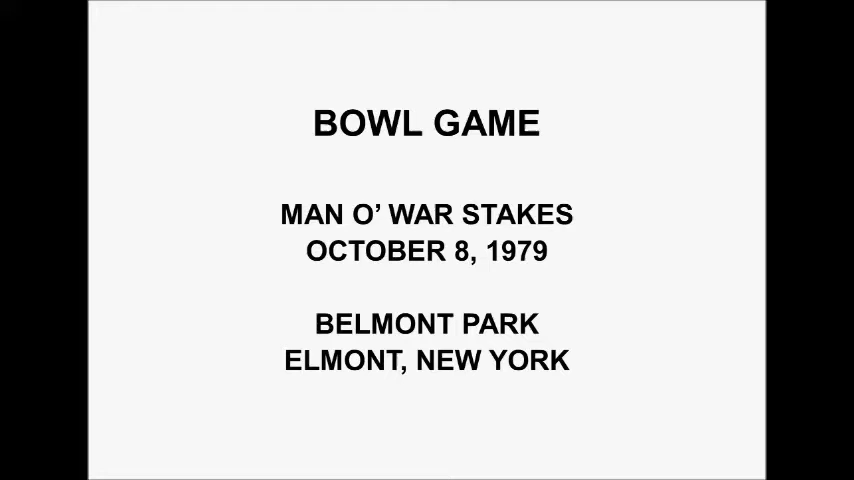 BOWL GAME
MAN O’ WAR STAKES
OCTOBER 8, 1979
BELMONT PARK
ELMONT, NEW YORK